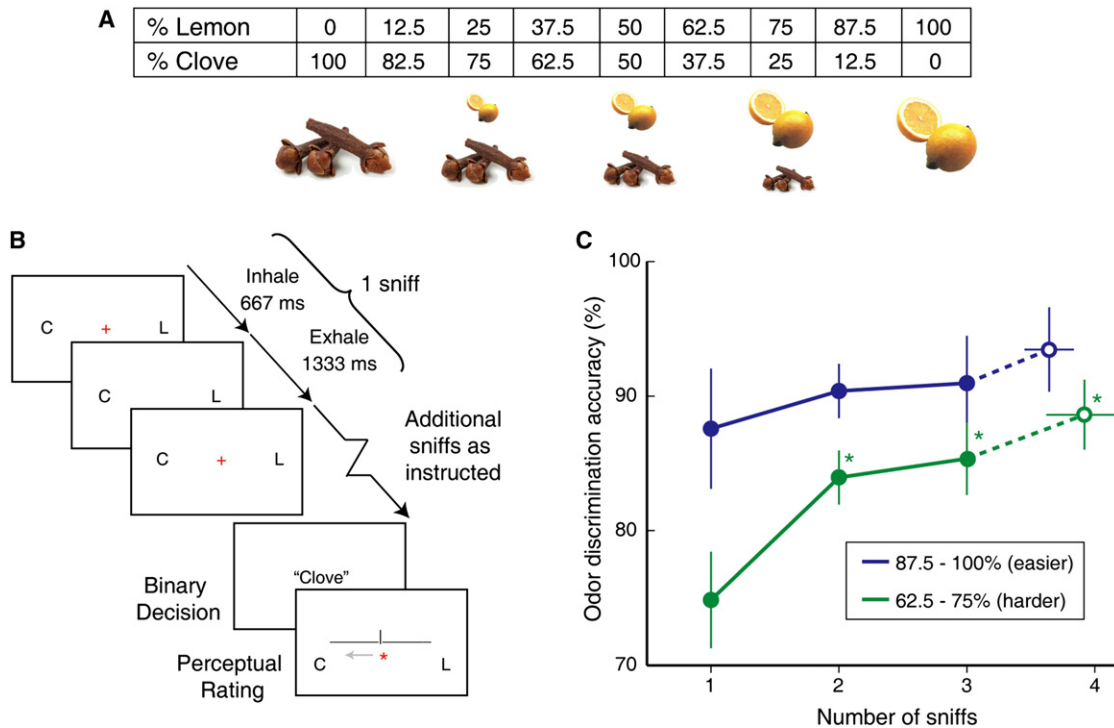 A
% Lemon 0 12.5 25 37.5 50 62.5 75 87.5 100
% Clove 100 82.5 75 62.5 50 37.5 25 12.5 0
B
Inhale
667 ms
1 sniff
Exhale
1333 ms
C + L
C L
C + L
Additional
sniffs as
instructed
Binary
Decision
“Clove”
Perceptual
Rating
C * L
C
Odor discrimination accuracy (%)
100
90
80
70
* * *
87.5 - 100% (easier)
62.5 - 75% (harder)
1 2 3 4
Number of sniffs